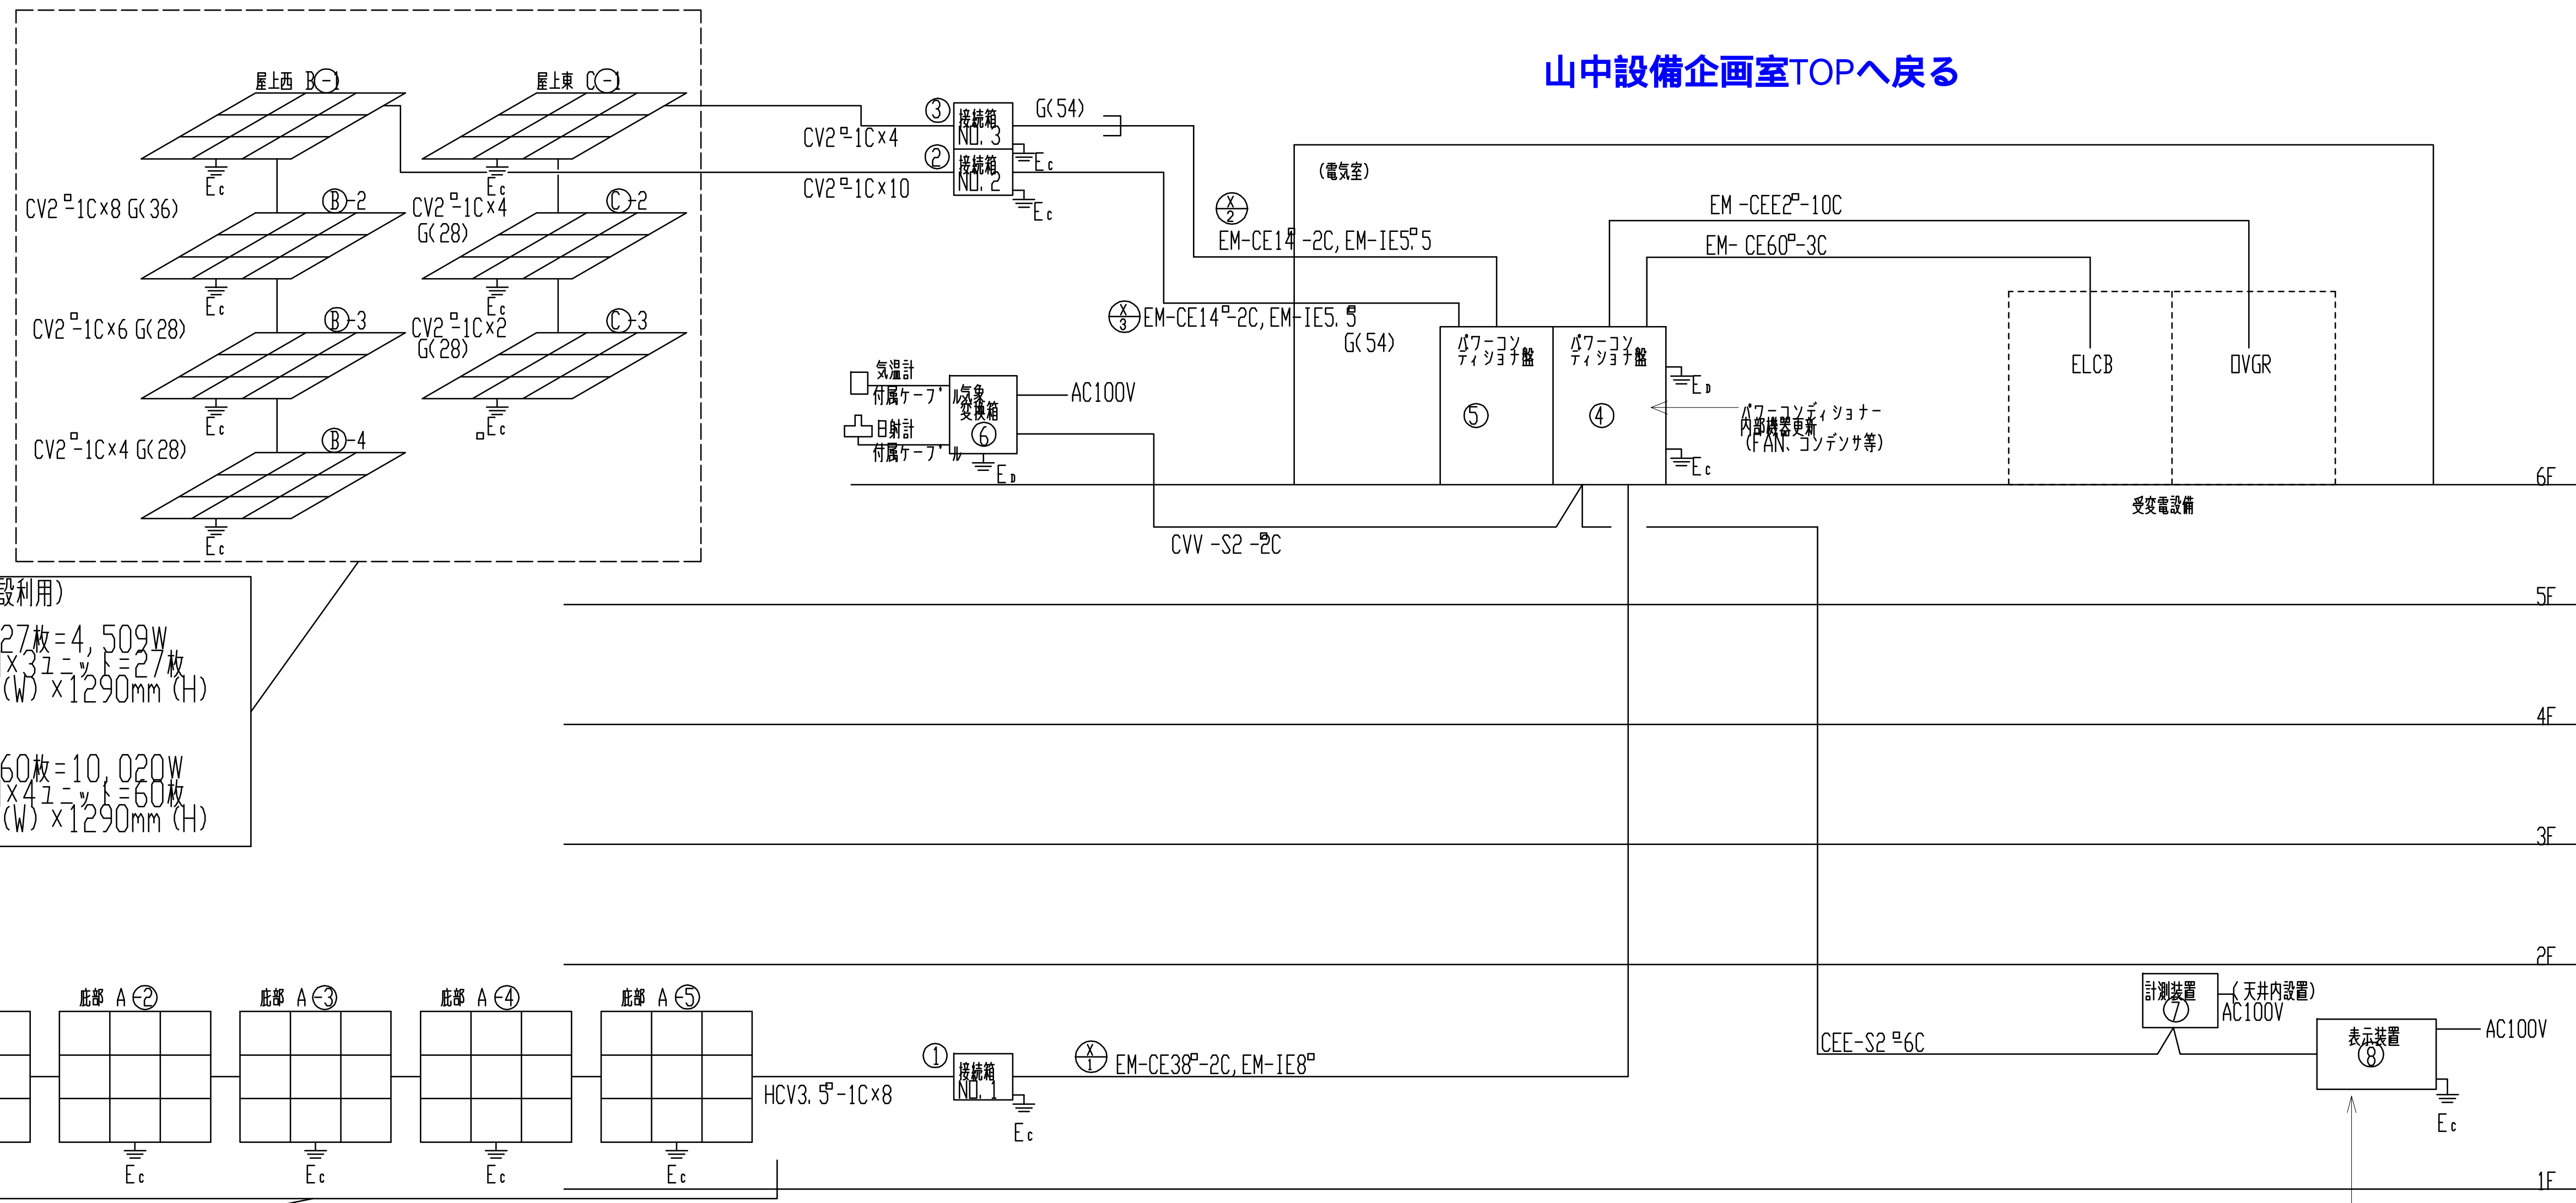 山中設備企画室TOPへ戻る
屋上西 B-1
屋上東 C-1
③
接続箱
NO. 3
G(54)
CV2□-1C×4
②
接続箱
NO. 2
CV2□-1C×10
Ec
Ec
Ec
Ec
(電気室)
CV2□-1C×8 G(36)
B-2
CV2□-1C×4
G(28)
C-2
X
2
EM-CE14□-2C, EM-IE5.5□
EM-CEE2□-10C
EM-CE60□-3C
Ec
Ec
CV2□-1C×6 G(28)
B-3
CV2□-1C×2
G(28)
C-3
X
3
EM-CE14□-2C, EM-IE5.5□
G(54)
パワーコン
ディショナ盤
⑤
パワーコン
ディショナ盤
④
ED
Ec
パワーコンディショナー
内部機器更新
(FAN、コンデンサ等)
ELCB
OVGR
受変電設備
気温計
付属ケーブル
日射計
付属ケーブル
気象
変換箱
⑥
AC100V
ED
Ec
Ec
CV2□-1C×4 G(28)
B-4
Ec
6F
CVV-S2□-2C
設利用)
27枚=4,509W
×3ユニット=27枚
(W)×1290mm(H)
60枚=10,020W
×4ユニット=60枚
(W)×1290mm(H)
5F
4F
3F
2F
庇部 A-2
庇部 A-3
庇部 A-4
庇部 A-5
Ec
Ec
Ec
Ec
HCV3.5□-1C×8
①
接続箱
NO. 1
Ec
X
1
EM-CE38□-2C, EM-IE8□
CEE-S2□-6C
計測装置
⑦
(天井内設置)
AC100V
表示装置
⑧
AC100V
Ec
1F